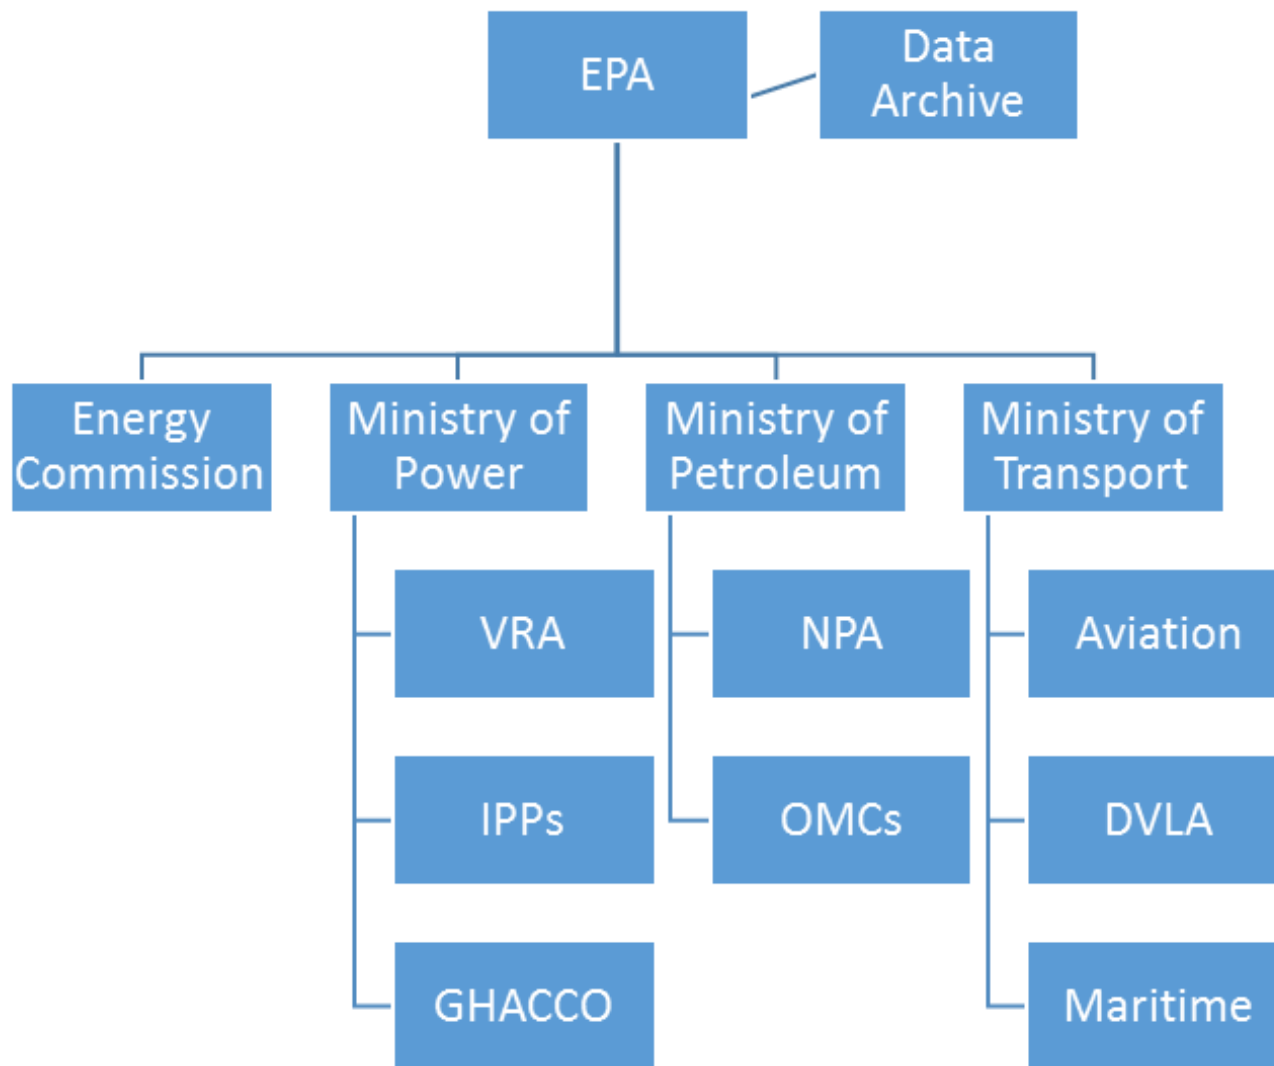 EPA
Data
Archive
Energy
Commission
Ministry of
Power
Ministry of
Petroleum
Ministry of
Transport
VRA
NPA
Aviation
IPPs
OMCs
DVLA
GHACCO
Maritime